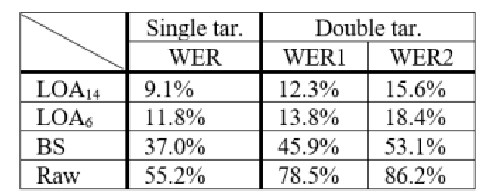 Single tar. Double tar.
WER WER1 WER2
LOA₁₄ 9.1% 12.3% 15.6%
LOA₆ 11.8% 13.8% 18.4%
BS 37.0% 45.9% 53.1%
Raw 55.2% 78.5% 86.2%